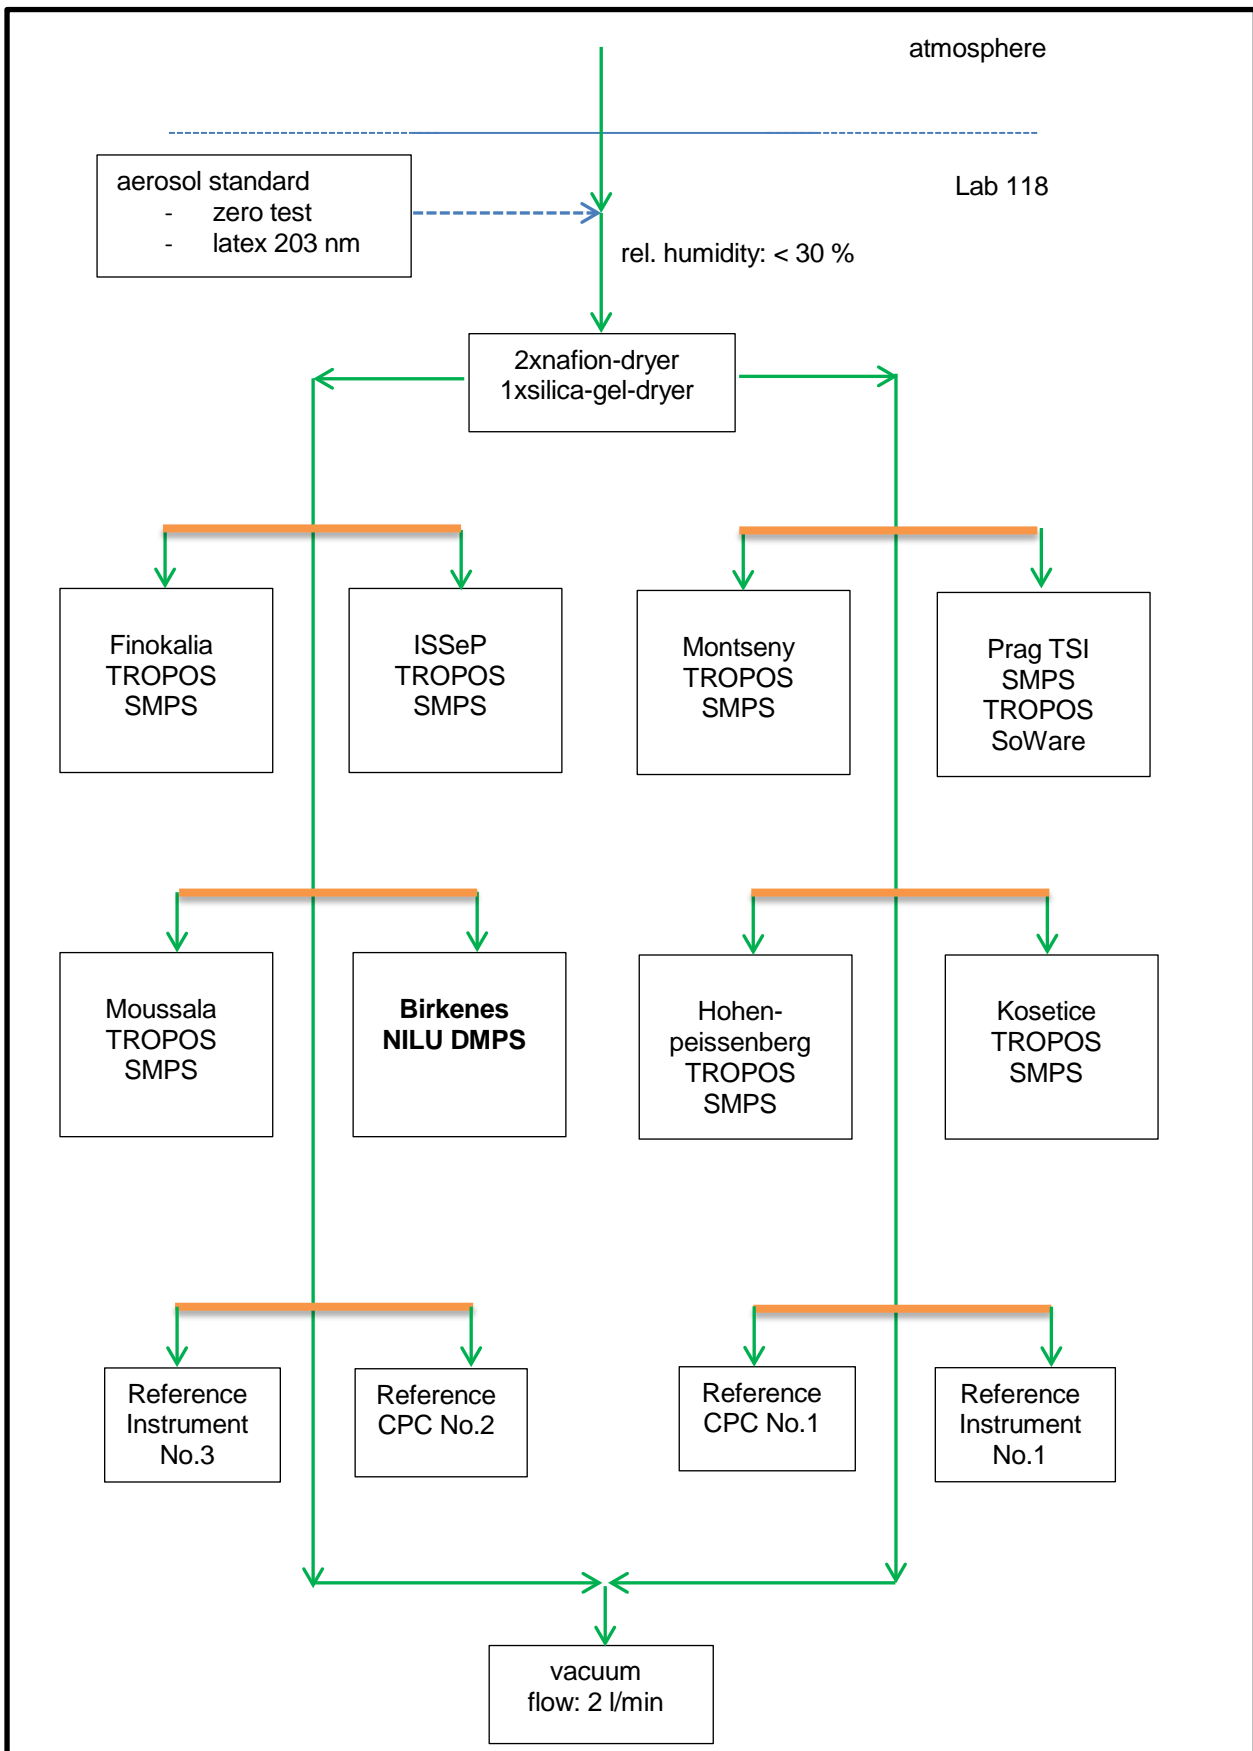 atmosphere
aerosol standard
- zero test
- latex 203 nm
Lab 118
rel. humidity: < 30 %
2xnafion-dryer
1xsilica-gel-dryer
Finokalia
TROPOS
SMPS
ISSeP
TROPOS
SMPS
Montseny
TROPOS
SMPS
Prag TSI
SMPS
TROPOS
SoWare
Moussala
TROPOS
SMPS
Birkenes
NILU DMPS
Hohen-
peissenberg
TROPOS
SMPS
Kosetice
TROPOS
SMPS
Reference
Instrument
No.3
Reference
CPC No.2
Reference
CPC No.1
Reference
Instrument
No.1
vacuum
flow: 2 l/min